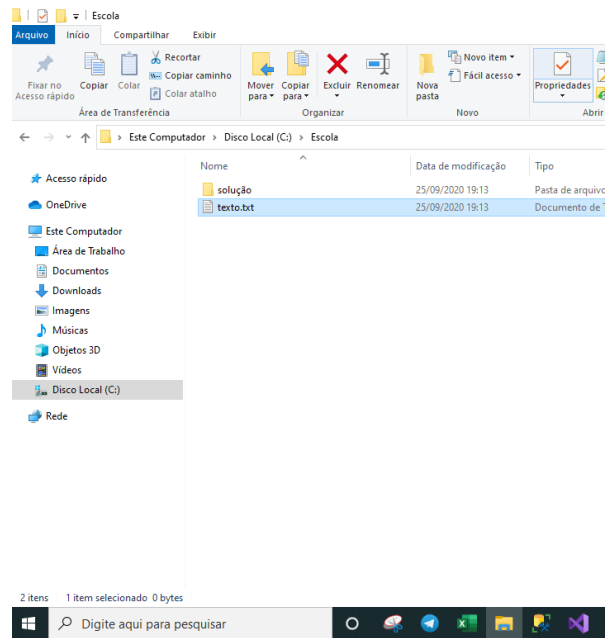 Escola
Arquivo Início Compartilhar Exibir
Fixar no Acesso rápido
Copiar
Colar
Recortar
Copiar caminho
Colar atalho
Mover para
Copiar para
Excluir
Renomear
Nova pasta
Novo item
Fácil acesso
Propriedades
Área de Transferência Organizar Novo Abrir
Este Computador > Disco Local (C:) > Escola
Nome Data de modificação Tipo
solução 25/09/2020 19:13 Pasta de arquivo
texto.txt 25/09/2020 19:13 Documento de T
Acesso rápido
OneDrive
Este Computador
Área de Trabalho
Documentos
Downloads
Imagens
Músicas
Objetos 3D
Vídeos
Disco Local (C:)
Rede
2 itens 1 item selecionado 0 bytes
Digite aqui para pesquisar